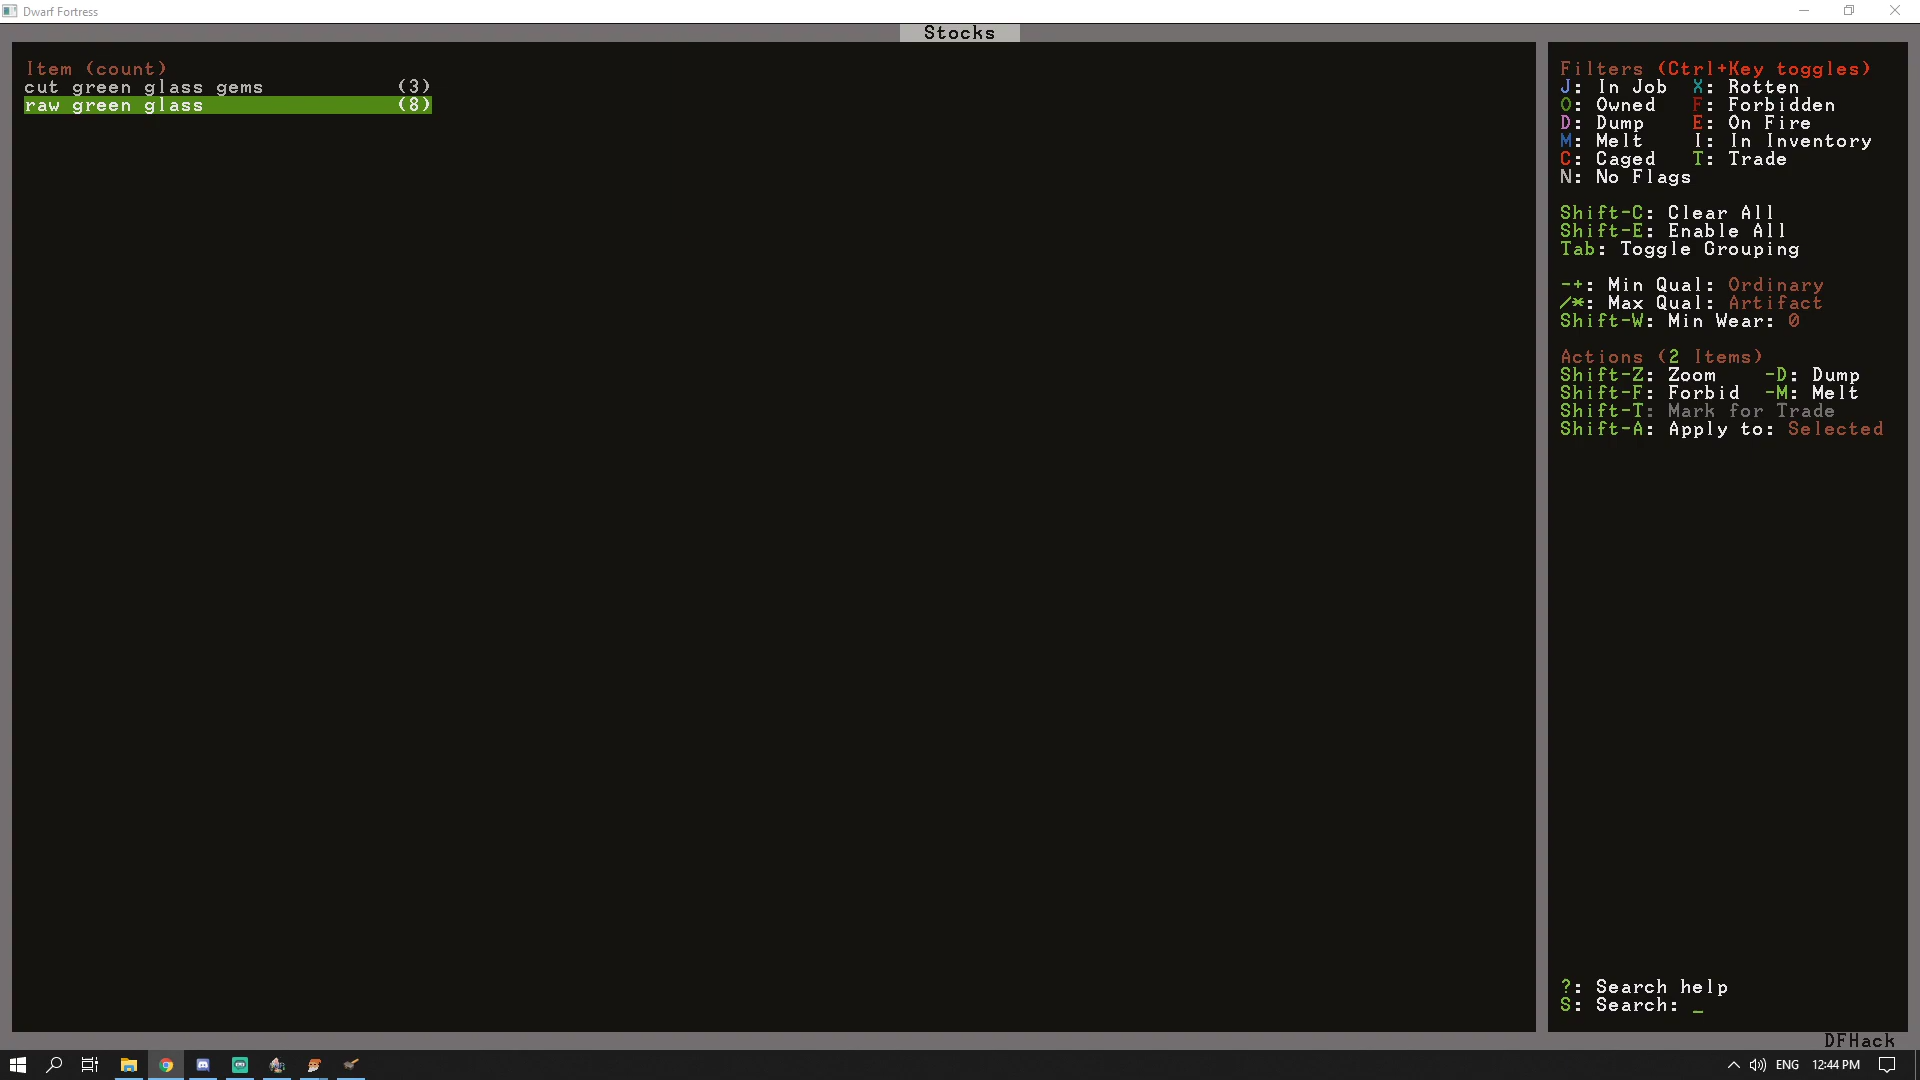 Dwarf Fortress
Stocks
Item (count)
cut green glass gems (3)
raw green glass (8)
Filters (Ctrl+Key toggles)
J: In Job X: Rotten
O: Owned F: Forbidden
D: Dump E: On Fire
M: Melt I: In Inventory
C: Caged T: Trade
N: No Flags
Shift-C: Clear All
Shift-E: Enable All
Tab: Toggle Grouping
-+: Min Qual: Ordinary
/*: Max Qual: Artifact
Shift-W: Min Wear: 0
Actions (2 Items)
Shift-Z: Zoom -D: Dump
Shift-F: Forbid -M: Melt
Shift-T: Mark for Trade
Shift-A: Apply to: Selected
?: Search help
S: Search: _
DFHack
ENG 12:44 PM